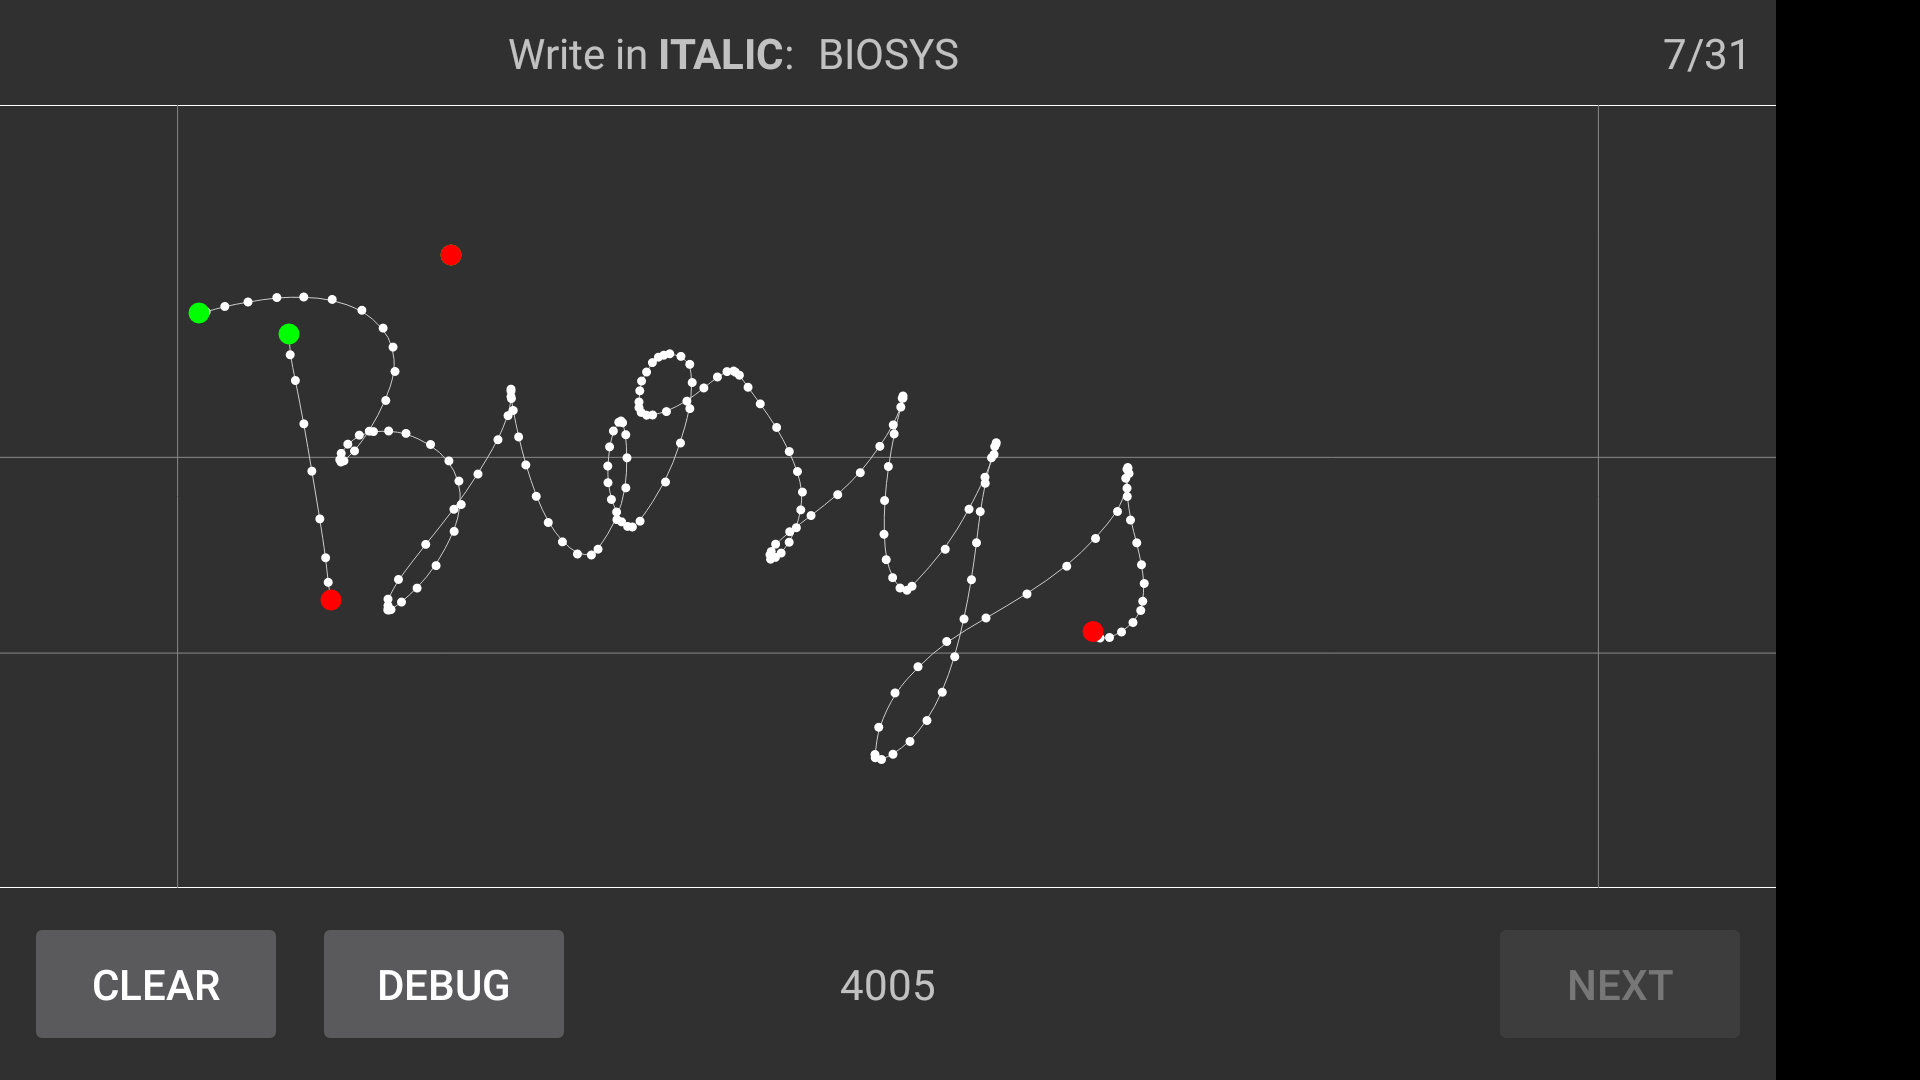 Write in ITALIC: BIOSYS
7/31
Biosys
CLEAR
DEBUG
4005
NEXT